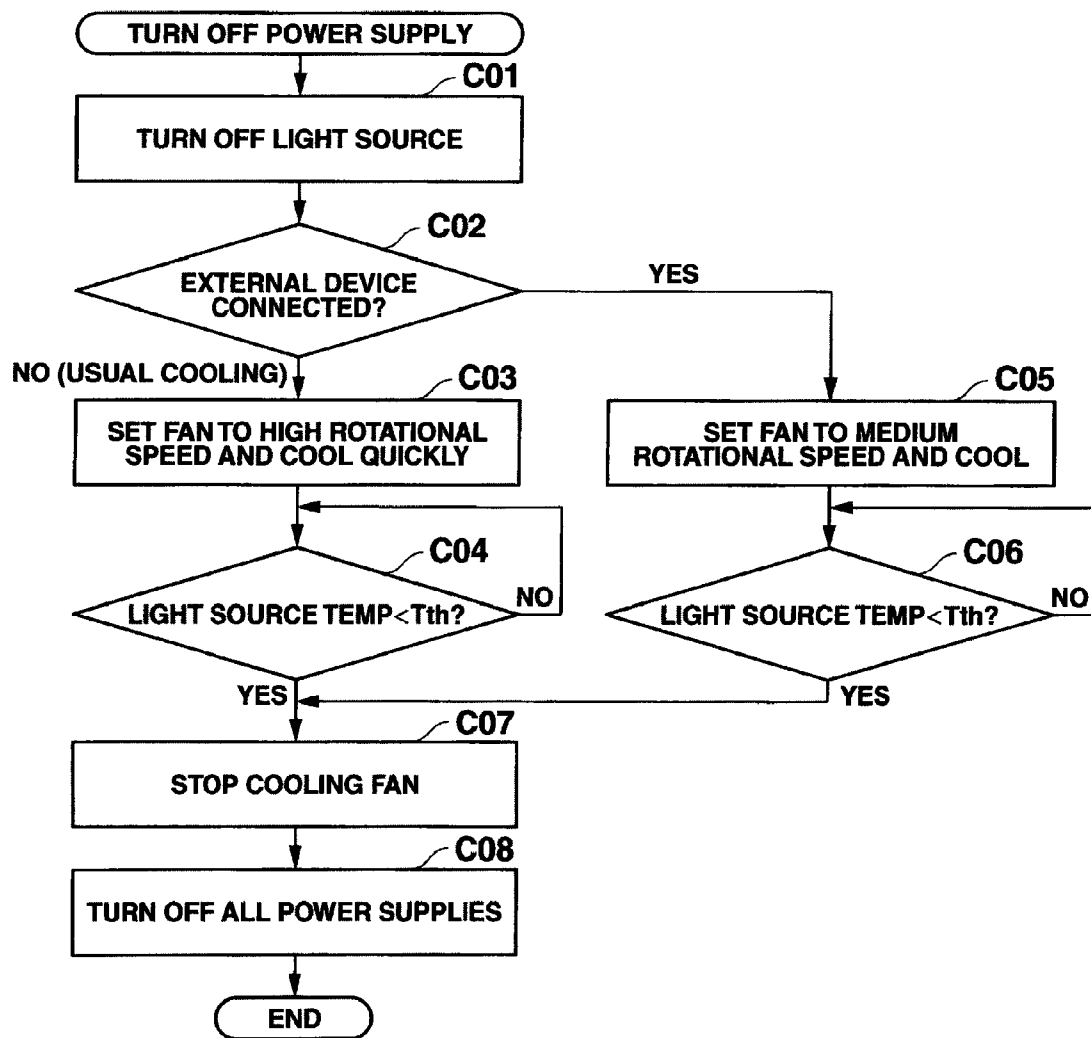 TURN OFF POWER SUPPLY
C01
TURN OFF LIGHT SOURCE
C02
EXTERNAL DEVICE
CONNECTED?
YES
NO (USUAL COOLING)
C03
SET FAN TO HIGH ROTATIONAL
SPEED AND COOL QUICKLY
C05
SET FAN TO MEDIUM
ROTATIONAL SPEED AND COOL
C04
LIGHT SOURCE TEMP<Tth?
NO
YES
C06
LIGHT SOURCE TEMP<Tth?
NO
YES
C07
STOP COOLING FAN
C08
TURN OFF ALL POWER SUPPLIES
END